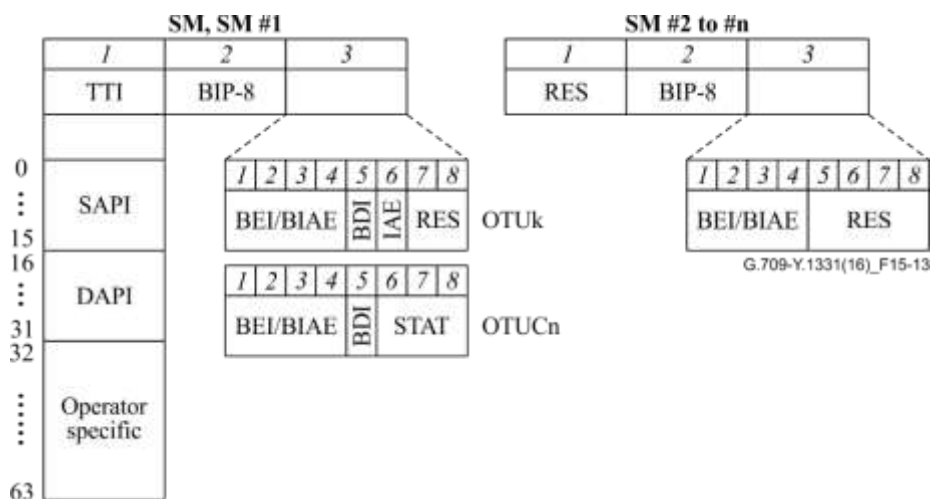 SM, SM #1
SM #2 to #n
1 2 3
1 2 3
TTI BIP-8
RES BIP-8
0
⋮
15
SAPI
1 2 3 4 5 6 7 8
BEI/BIAE BDI IAE RES
OTUk
1 2 3 4 5 6 7 8
BEI/BIAE RES
G.709-Y.1331(16)_F15-13
16
⋮
31
DAPI
1 2 3 4 5 6 7 8
BEI/BIAE BDI STAT
OTUCn
32
⋮
63
Operator
specific